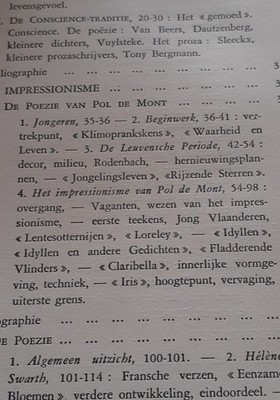 levensgevoel.
. DE CONSCIENCE-TRADITIE, 20-30 : Het « gemoed ».
Conscience. De poëzie : Van Beers, Dautzenberg,
kleinere dichters, Vuylsteke. Het proza : Sleeckx,
kleinere prozaschrijvers, Tony Bergmann.
bliographie ... ... ... ... ... ... ... 3
IMPRESSIONISME ... ... ... ... ... 3
DE POEZIE VAN POL DE MONT ... ... ... ...
1. Jongeren, 35-36 — 2. Beginwerk, 36-41 : ver-
trekpunt, « Klimoprankskens », « Waarheid en
Leven ». — 3. De Leuvensche Periode, 42-54 :
decor, milieu, Rodenbach, — hernieuwingsplan-
nen, — « Jongelingsleven », «Rijzende Sterren ».
4. Het impressionisme van Pol de Mont, 54-98 :
overgang, — Vaganten, wezen van het impres-
sionisme, — eerste teekens, Jong Vlaanderen,
« Lentesotternijen », « Loreley », — « Idyllen »,
« Idyllen en andere Gedichten », « Fladderende
Vlinders », — « Claribella », innerlijke vormge-
ving, techniek, — « Iris », hoogtepunt, vervaging,
uiterste grens.
ographie ... ... ... ... ... ... ...
DE POEZIE ... ... ... ... ... ... ...
1. Algemeen uitzicht, 100-101. — 2. Hélène
Swarth, 101-114 : Fransche verzen, « Eenzame
Bloemen », verdere ontwikkeling, eindoordeel. —